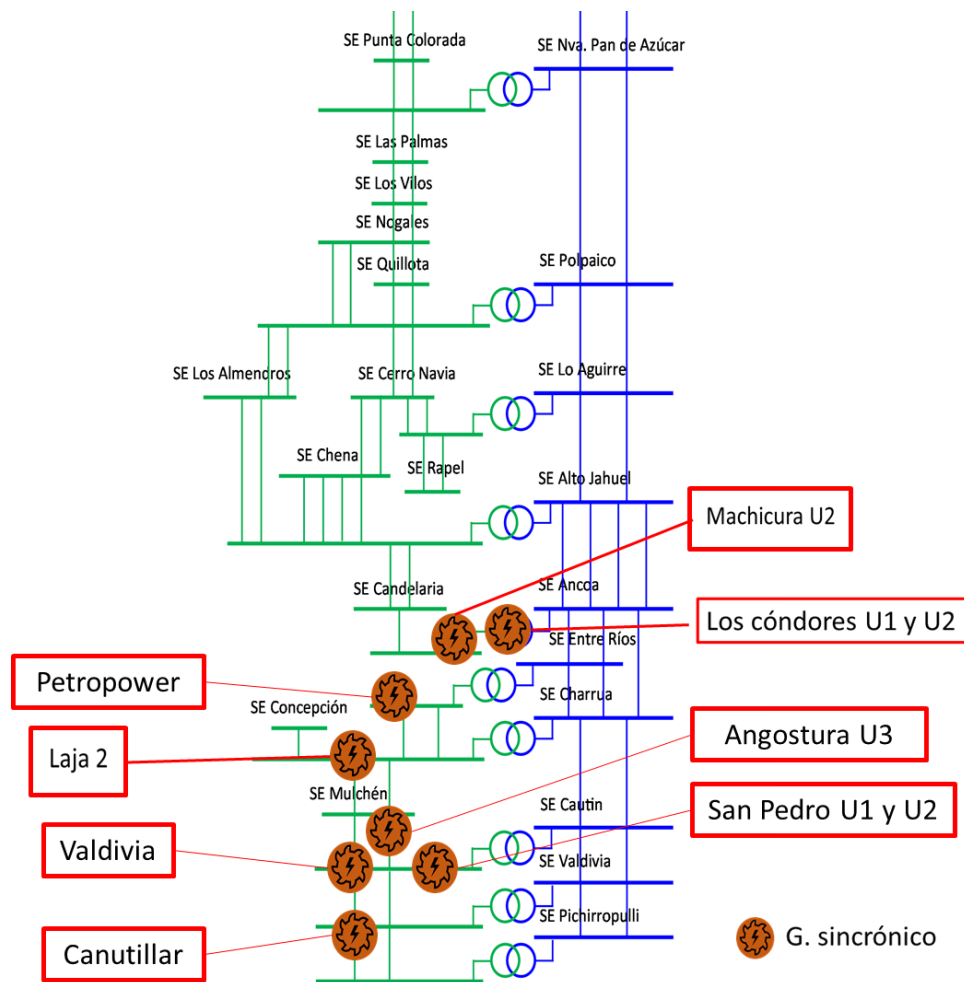 SE Punta Colorada
SE Nva. Pan de Azúcar
SE Las Palmas
SE Los Vilos
SE Nogales
SE Quillota
SE Polpaico
SE Los Almendros
SE Cerro Navia
SE Lo Aguirre
SE Chena
SE Rapel
SE Alto Jahuel
Machicura U2
SE Candelaria
SE Ancoa
Los cóndores U1 y U2
SE Entre Ríos
Petropower
SE Charrua
SE Concepción
Angostura U3
Laja 2
SE Mulchén
SE Cautin
San Pedro U1 y U2
Valdivia
SE Valdivia
SE Pichirropulli
Canutillar
G. sincrónico